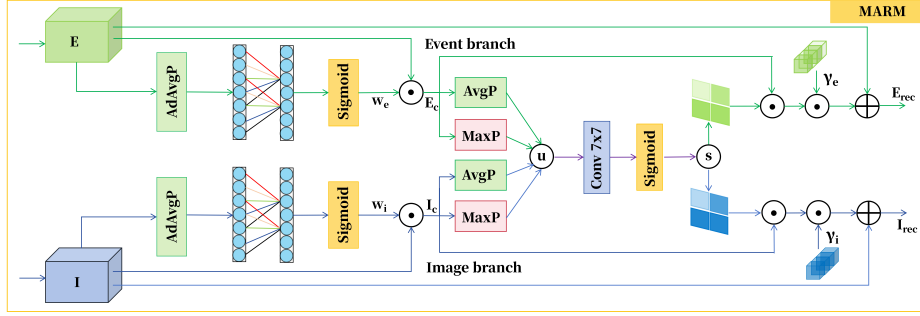 MARM
E
Event branch
AdAvgP
Sigmoid
w_e
E_c
AvgP
MaxP
γ_e
E_rec
u
Conv 7x7
Sigmoid
s
AdAvgP
Sigmoid
w_i
I_c
AvgP
MaxP
γ_i
I_rec
I
Image branch